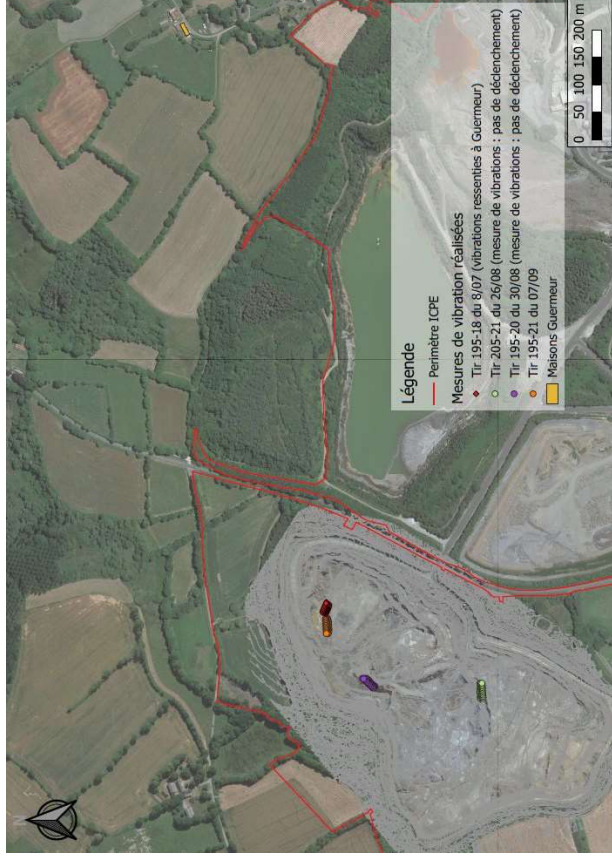 N
Légende
Perimètre ICPE
Mesures de vibration réalisées
Tir 195-18 du 8/07 (vibrations ressenties à Guermeur)
Tir 205-21 du 26/08 (mesure de vibrations : pas de déclenchement)
Tir 195-20 du 30/08 (mesure de vibrations : pas de déclenchement)
Tir 195-21 du 07/09
Maisons Guermeur
0 50 100 150 200 m